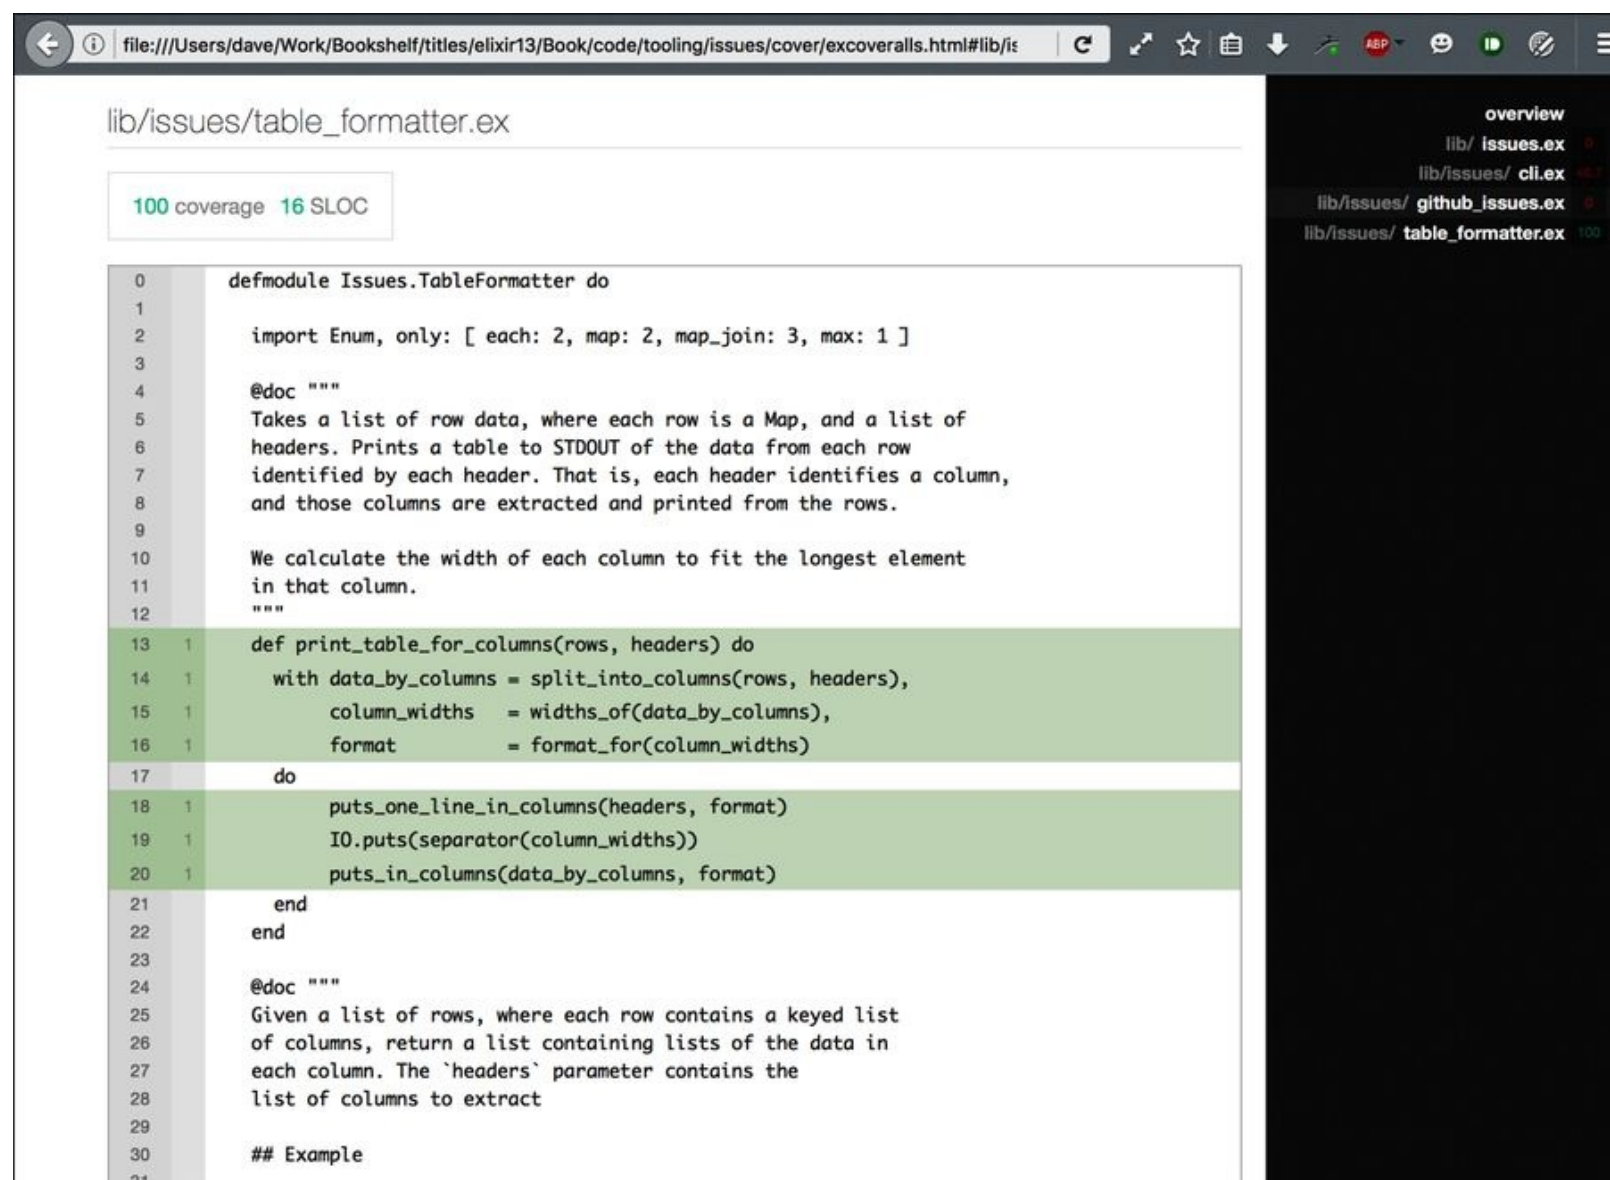 file:///Users/dave/Work/Bookshelf/titles/elixir13/Book/code/tooling/issues/cover/excoveralls.html#lib/is
ABP
lib/issues/table_formatter.ex
100 coverage 16 SLOC
0 defmodule Issues.TableFormatter do
1
2 import Enum, only: [ each: 2, map: 2, map_join: 3, max: 1 ]
3
4 @doc """
5 Takes a list of row data, where each row is a Map, and a list of
6 headers. Prints a table to STDOUT of the data from each row
7 identified by each header. That is, each header identifies a column,
8 and those columns are extracted and printed from the rows.
9
10 We calculate the width of each column to fit the longest element
11 in that column.
12 """
13 1 def print_table_for_columns(rows, headers) do
14 1 with data_by_columns = split_into_columns(rows, headers),
15 1 column_widths = widths_of(data_by_columns),
16 1 format = format_for(column_widths)
17 do
18 1 puts_one_line_in_columns(headers, format)
19 1 IO.puts(separator(column_widths))
20 1 puts_in_columns(data_by_columns, format)
21 end
22 end
23
24 @doc """
25 Given a list of rows, where each row contains a keyed list
26 of columns, return a list containing lists of the data in
27 each column. The `headers` parameter contains the
28 list of columns to extract
29
30 ## Example
overview
lib/ issues.ex 0
lib/issues/ cli.ex
lib/issues/ github_issues.ex 0
lib/issues/ table_formatter.ex 100